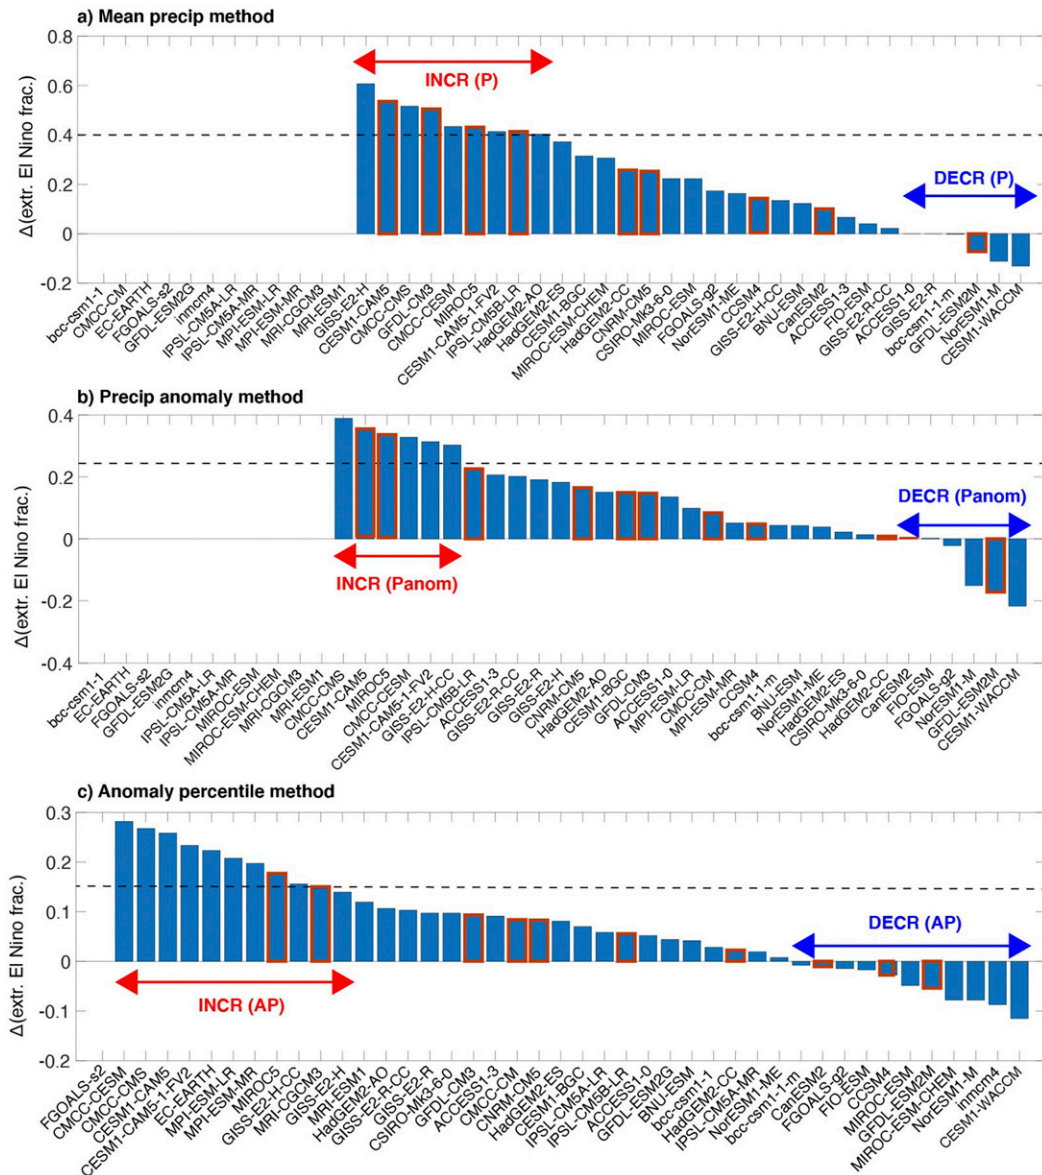 a) Mean precip method
0.8
0.6
0.4
0.2
0
-0.2
Δ(extr. El Nino frac.)
INCR (P)
DECR (P)
bcc-csm1-1
CMCC-CM
EC-EARTH
FGOALS-s2
GFDL-ESM2G
inmcm4
IPSL-CM5A-LR
IPSL-CM5A-MR
MPI-ESM-LR
MPI-ESM-MR
MRI-CGCM3
MRI-ESM1
GISS-E2-H
CESM1-CAM5
CMCC-CMS
GFDL-CM3
CMCC-CESM
MIROC5
CESM1-CAM5-1-FV2
IPSL-CM5B-LR
HadGEM2-AO
HadGEM2-ES
CESM1-BGC
MIROC-ESM-CHEM
HadGEM2-CC
CNRM-CM5
CSIRO-Mk3-6-0
MIROC-ESM
FGOALS-g2
NorESM1-ME
CCSM4
GISS-E2-H-CC
BNU-ESM
CanESM2
ACCESS1-3
FIO-ESM
GISS-E2-R-CC
ACCESS1-0
GISS-E2-R
bcc-csm1-1-m
GFDL-ESM2M
NorESM1-M
CESM1-WACCM
b) Precip anomaly method
0.4
0.2
0
-0.2
-0.4
Δ(extr. El Nino frac.)
INCR (Panom)
DECR (Panom)
bcc-csm1-1
EC-EARTH
FGOALS-s2
GFDL-ESM2G
inmcm4
IPSL-CM5A-LR
IPSL-CM5A-MR
MIROC-ESM
MIROC-ESM-CHEM
MRI-CGCM3
MRI-ESM1
CMCC-CMS
CESM1-CAM5
MIROC5
CMCC-CESM
CESM1-CAM5-1-FV2
GISS-E2-H-CC
IPSL-CM5B-LR
ACCESS1-3
GISS-E2-R-CC
GISS-E2-R
GISS-E2-H
CNRM-CM5
HadGEM2-AO
CESM1-BGC
GFDL-CM3
ACCESS1-0
MPI-ESM-LR
CMCC-CM
MPI-ESM-MR
CCSM4
bcc-csm1-1-m
BNU-ESM
NorESM1-ME
HadGEM2-ES
CSIRO-Mk3-6-0
HadGEM2-CC
CanESM2
FIO-ESM
FGOALS-g2
NorESM1-M
GFDL-ESM2M
CESM1-WACCM
c) Anomaly percentile method
0.3
0.2
0.1
0
-0.1
-0.2
Δ(extr. El Nino frac.)
INCR (AP)
DECR (AP)
FGOALS-s2
CMCC-CESM
CMCC-CMS
CESM1-CAM5
CESM1-CAM5-1-FV2
EC-EARTH
MPI-ESM-LR
MPI-ESM-MR
MIROC5
GISS-E2-H-CC
MRI-CGCM3
GISS-E2-H
MRI-ESM1
HadGEM2-AO
GISS-E2-R-CC
GISS-E2-R
CSIRO-Mk3-6-0
GFDL-CM3
ACCESS1-3
CMCC-CM
CNRM-CM5
HadGEM2-ES
CESM1-BGC
IPSL-CM5A-LR
IPSL-CM5B-LR
ACCESS1-0
GFDL-ESM2G
BNU-ESM
bcc-csm1-1
HadGEM2-CC
IPSL-CM5A-MR
NorESM1-ME
bcc-csm1-1-m
CanESM2
FGOALS-g2
FIO-ESM
CCSM4
MIROC-ESM
GFDL-ESM2M
MIROC-ESM-CHEM
NorESM1-M
inmcm4
CESM1-WACCM